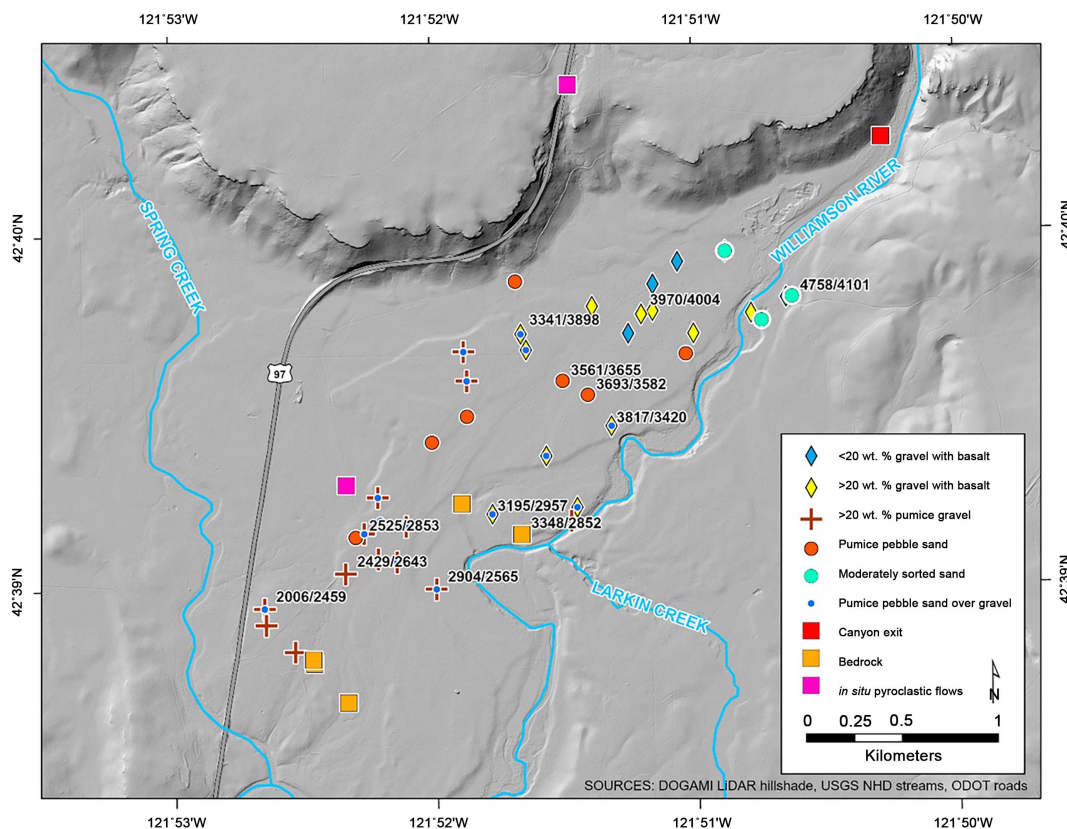 121°53'W 121°52'W 121°51'W 121°50'W
42°40'N
42°40'N
42°39'N
42°39'N
SPRING CREEK
WILLIAMSON RIVER
LARKIN CREEK
97
4758/4101
3970/4004
3341/3898
3561/3655
3693/3582
3817/3420
3195/2957
3348/2852
2525/2853
2429/2643
2904/2565
2006/2459
<20 wt. % gravel with basalt
>20 wt. % gravel with basalt
>20 wt. % pumice gravel
Pumice pebble sand
Moderately sorted sand
Pumice pebble sand over gravel
Canyon exit
Bedrock
in situ pyroclastic flows
N
0 0.25 0.5 1
Kilometers
SOURCES: DOGAMI LiDAR hillshade, USGS NHD streams, ODOT roads
121°53'W 121°52'W 121°51'W 121°50'W